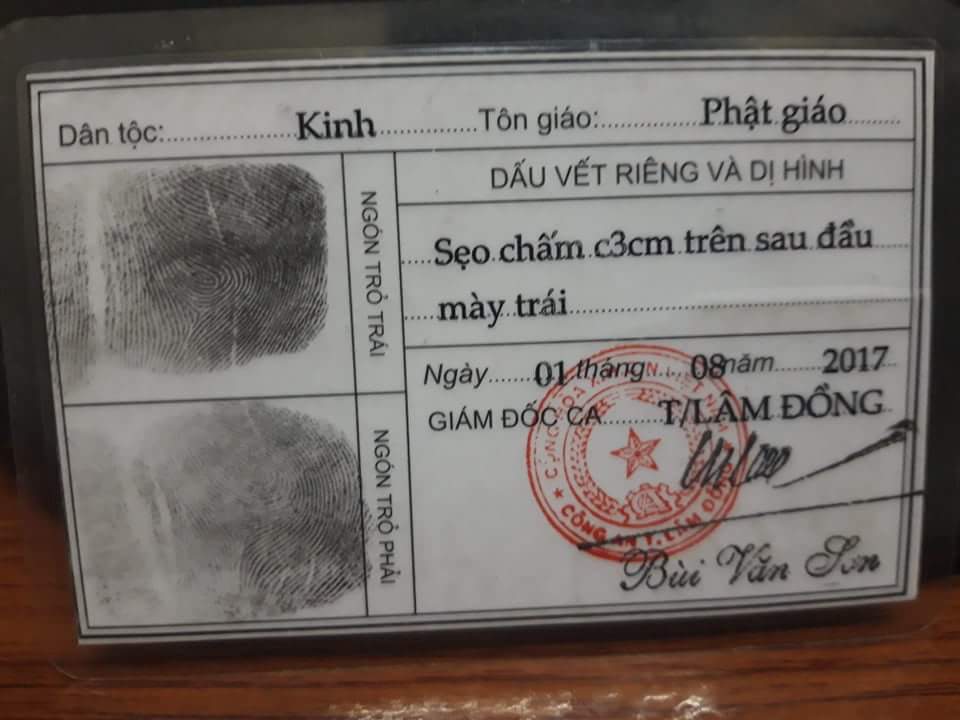 Dân tộc: Kinh Tôn giáo: Phật giáo
NGÓN TRỎ TRÁI
DẤU VẾT RIÊNG VÀ DỊ HÌNH
Sẹo chấm c3cm trên sau đầu
mày trái
NGÓN TRỎ PHẢI
Ngày 01 tháng 08 năm 2017
GIÁM ĐỐC CA T/LÂM ĐỒNG
CÔNG AN T. LÂM ĐỒNG
Bùi Văn Sơn